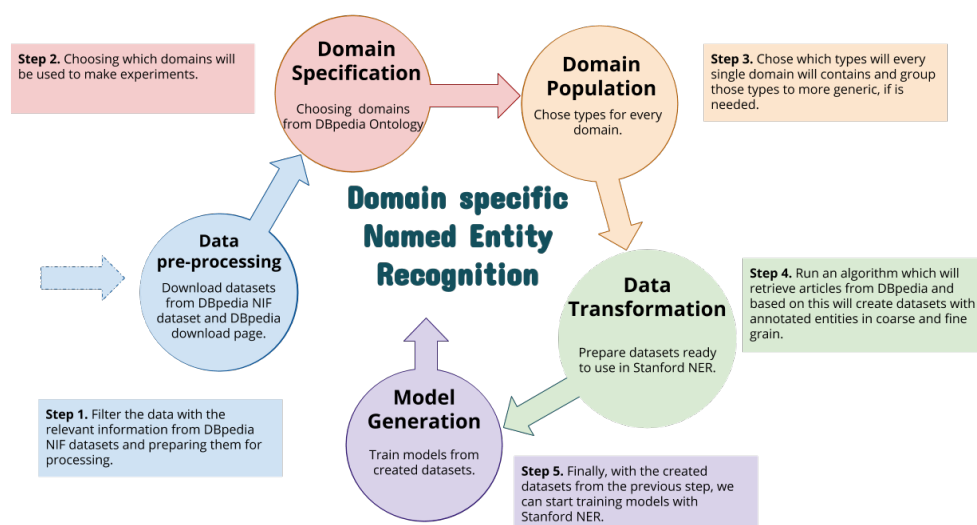 Step 2. Choosing which domains will
be used to make experiments.
Domain
Specification
Choosing domains
from DBpedia Ontology
Domain
Population
Chose types for every
domain.
Step 3. Chose which types will every
single domain will contains and group
those types to more generic, if is
needed.
Domain specific
Named Entity
Recognition
Data
pre-processing
Download datasets
from DBpedia NIF
dataset and DBpedia
download page.
Data
Transformation
Prepare datasets ready
to use in Stanford NER.
Step 4. Run an algorithm which will
retrieve articles from DBpedia and
based on this will create datasets with
annotated entities in coarse and fine
grain.
Step 1. Filter the data with the
relevant information from DBpedia
NIF datasets and preparing them for
processing.
Model
Generation
Train models from
created datasets.
Step 5. Finally, with the created
datasets from the previous step, we
can start training models with
Stanford NER.